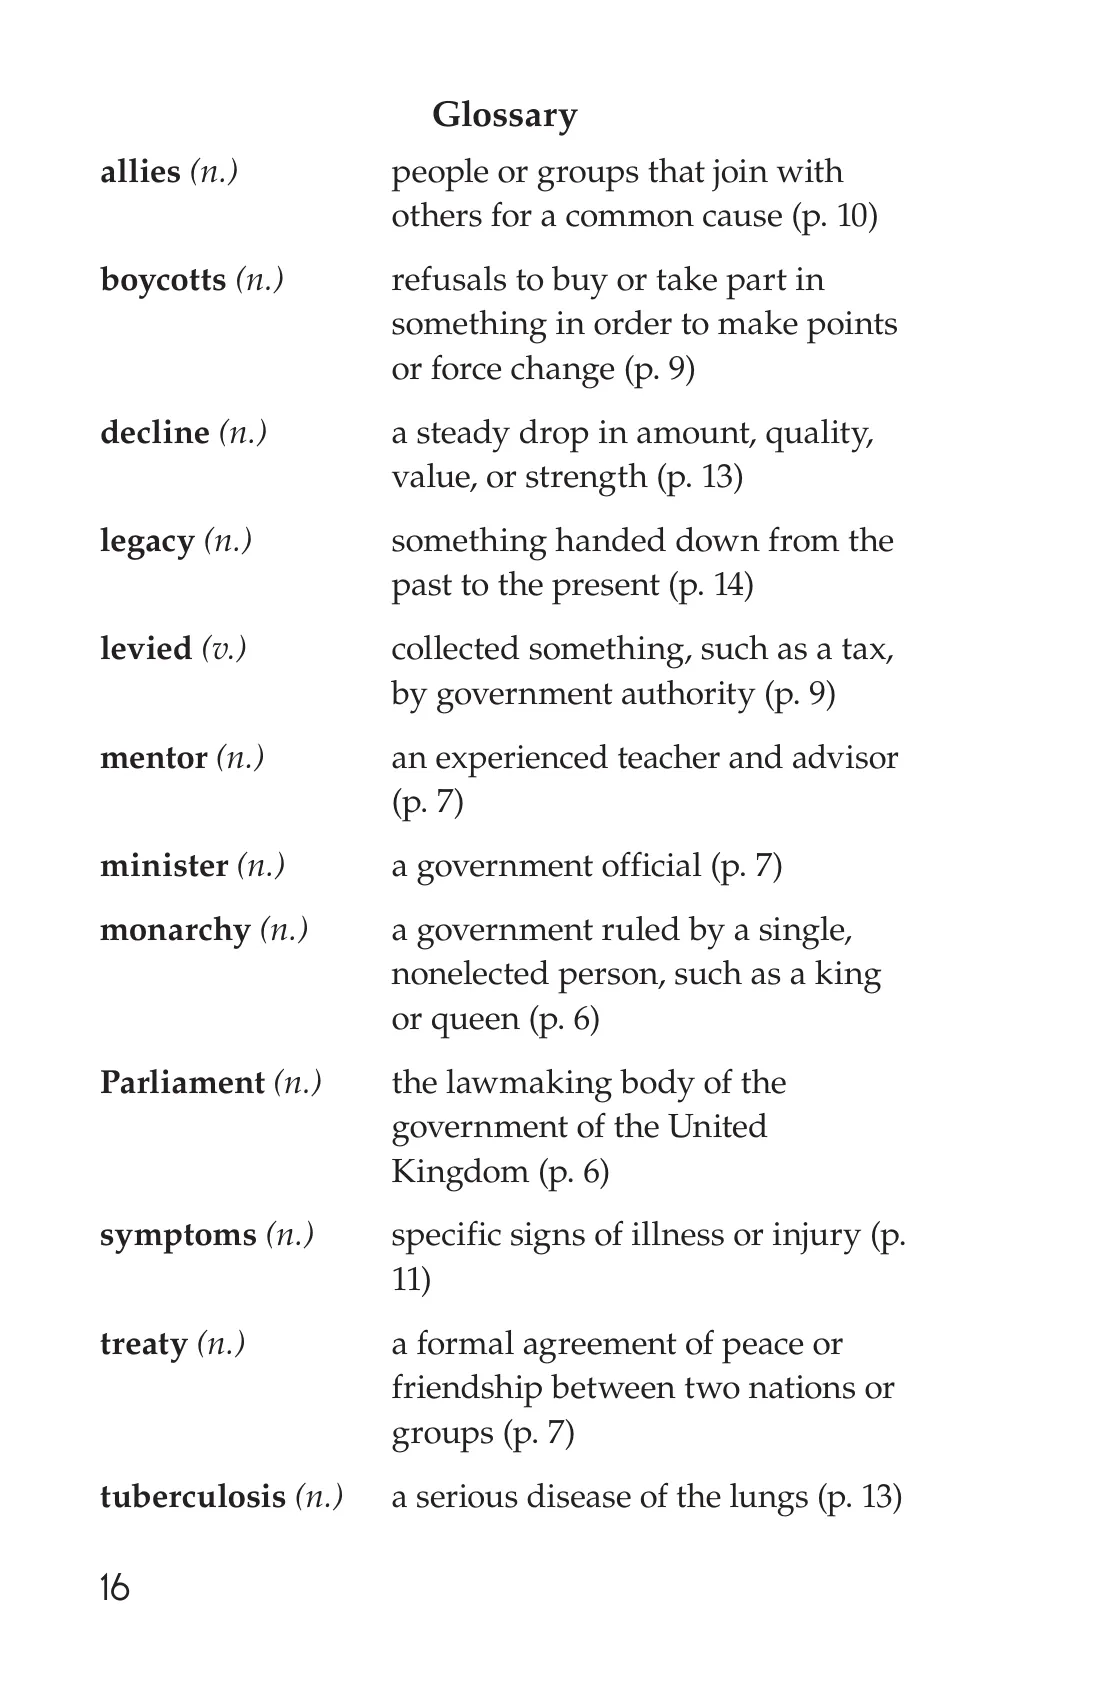 Glossary
allies (n.) people or groups that join with
others for a common cause (p. 10)
boycotts (n.) refusals to buy or take part in
something in order to make points
or force change (p. 9)
decline (n.) a steady drop in amount, quality,
value, or strength (p. 13)
legacy (n.) something handed down from the
past to the present (p. 14)
levied (v.) collected something, such as a tax,
by government authority (p. 9)
mentor (n.) an experienced teacher and advisor
(p. 7)
minister (n.) a government official (p. 7)
monarchy (n.) a government ruled by a single,
nonelected person, such as a king
or queen (p. 6)
Parliament (n.) the lawmaking body of the
government of the United
Kingdom (p. 6)
symptoms (n.) specific signs of illness or injury (p.
11)
treaty (n.) a formal agreement of peace or
friendship between two nations or
groups (p. 7)
tuberculosis (n.) a serious disease of the lungs (p. 13)
16